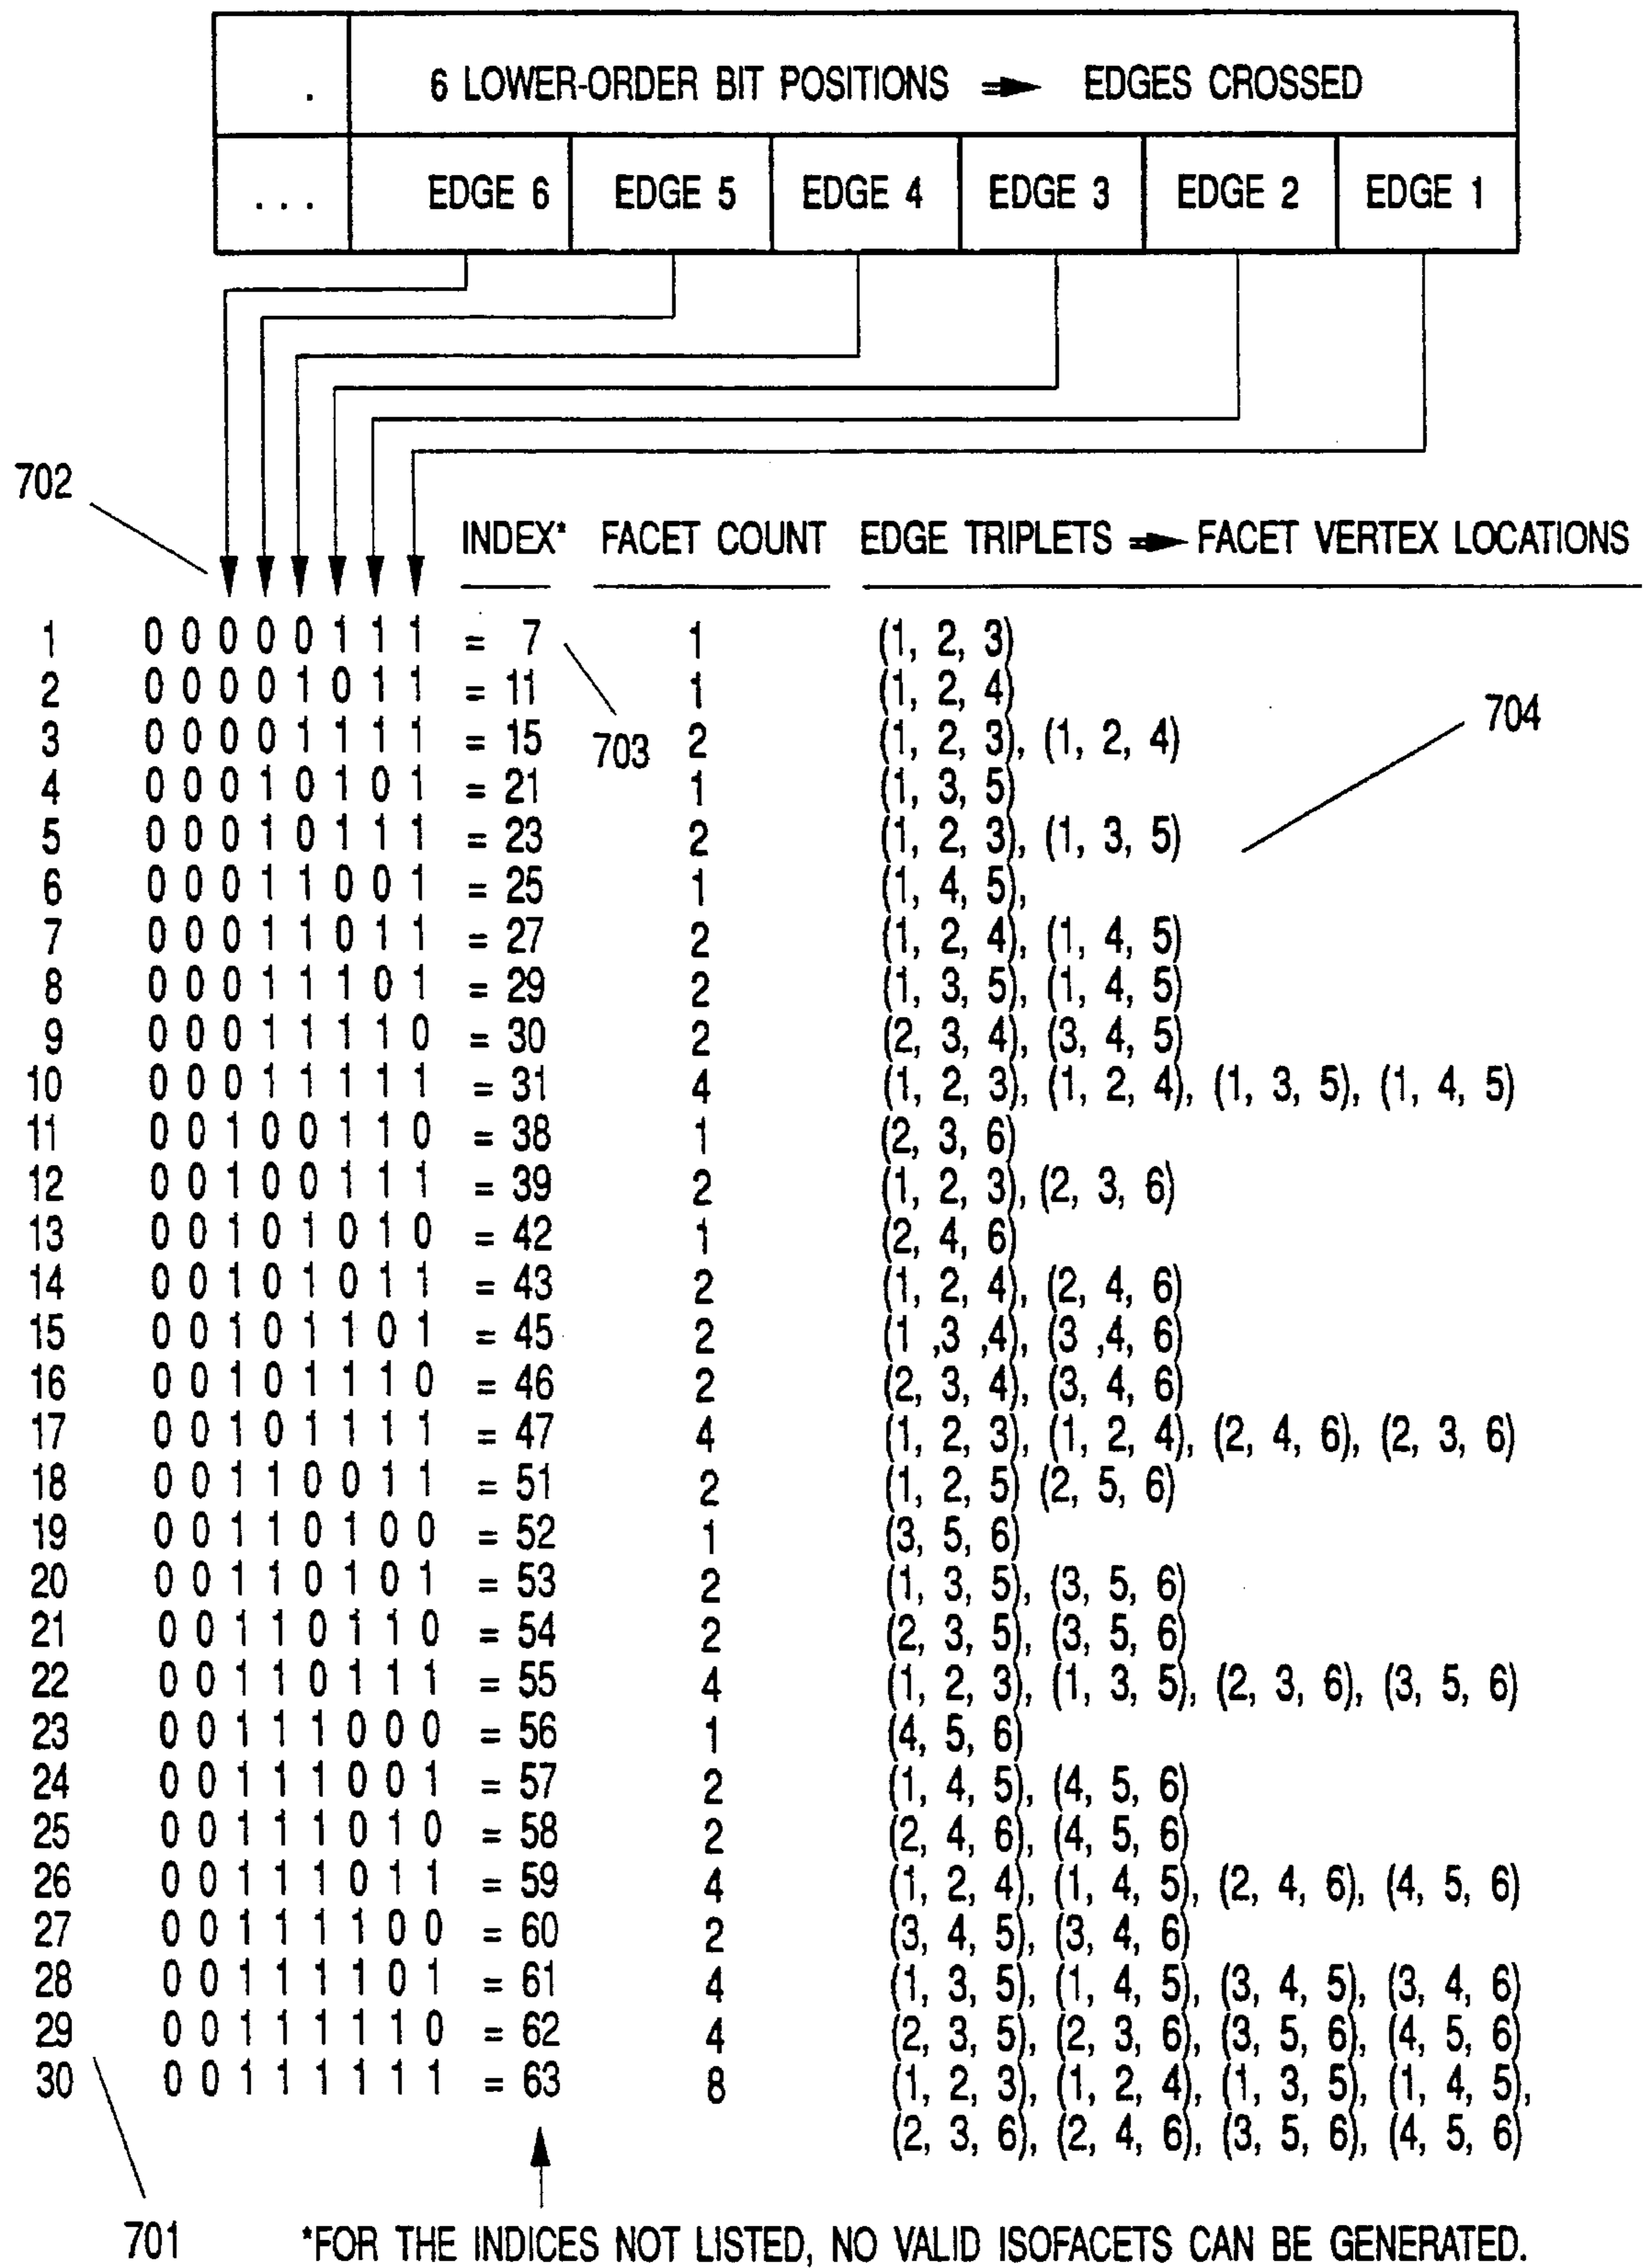 . 6 LOWER-ORDER BIT POSITIONS ➡ EDGES CROSSED
. . . EDGE 6 EDGE 5 EDGE 4 EDGE 3 EDGE 2 EDGE 1
702
INDEX* FACET COUNT EDGE TRIPLETS ➡ FACET VERTEX LOCATIONS
1 0 0 0 0 0 1 1 1 = 7 1 (1, 2, 3)
2 0 0 0 0 1 0 1 1 = 11 1 (1, 2, 4)
704
3 0 0 0 0 1 1 1 1 = 15 703 2 (1, 2, 3), (1, 2, 4)
4 0 0 0 1 0 1 0 1 = 21 1 (1, 3, 5)
5 0 0 0 1 0 1 1 1 = 23 2 (1, 2, 3), (1, 3, 5)
6 0 0 0 1 1 0 0 1 = 25 1 (1, 4, 5),
7 0 0 0 1 1 0 1 1 = 27 2 (1, 2, 4), (1, 4, 5)
8 0 0 0 1 1 1 0 1 = 29 2 (1, 3, 5), (1, 4, 5)
9 0 0 0 1 1 1 1 0 = 30 2 (2, 3, 4), (3, 4, 5)
10 0 0 0 1 1 1 1 1 = 31 4 (1, 2, 3), (1, 2, 4), (1, 3, 5), (1, 4, 5)
11 0 0 1 0 0 1 1 0 = 38 1 (2, 3, 6)
12 0 0 1 0 0 1 1 1 = 39 2 (1, 2, 3), (2, 3, 6)
13 0 0 1 0 1 0 1 0 = 42 1 (2, 4, 6)
14 0 0 1 0 1 0 1 1 = 43 2 (1, 2, 4), (2, 4, 6)
15 0 0 1 0 1 1 0 1 = 45 2 (1 ,3 ,4), (3 ,4, 6)
16 0 0 1 0 1 1 1 0 = 46 2 (2, 3, 4), (3, 4, 6)
17 0 0 1 0 1 1 1 1 = 47 4 (1, 2, 3), (1, 2, 4), (2, 4, 6), (2, 3, 6)
18 0 0 1 1 0 0 1 1 = 51 2 (1, 2, 5) (2, 5, 6)
19 0 0 1 1 0 1 0 0 = 52 1 (3, 5, 6)
20 0 0 1 1 0 1 0 1 = 53 2 (1, 3, 5), (3, 5, 6)
21 0 0 1 1 0 1 1 0 = 54 2 (2, 3, 5), (3, 5, 6)
22 0 0 1 1 0 1 1 1 = 55 4 (1, 2, 3), (1, 3, 5), (2, 3, 6), (3, 5, 6)
23 0 0 1 1 1 0 0 0 = 56 1 (4, 5, 6)
24 0 0 1 1 1 0 0 1 = 57 2 (1, 4, 5), (4, 5, 6)
25 0 0 1 1 1 0 1 0 = 58 2 (2, 4, 6), (4, 5, 6)
26 0 0 1 1 1 0 1 1 = 59 4 (1, 2, 4), (1, 4, 5), (2, 4, 6), (4, 5, 6)
27 0 0 1 1 1 1 0 0 = 60 2 (3, 4, 5), (3, 4, 6)
28 0 0 1 1 1 1 0 1 = 61 4 (1, 3, 5), (1, 4, 5), (3, 4, 5), (3, 4, 6)
29 0 0 1 1 1 1 1 0 = 62 4 (2, 3, 5), (2, 3, 6), (3, 5, 6), (4, 5, 6)
30 0 0 1 1 1 1 1 1 = 63 8 (1, 2, 3), (1, 2, 4), (1, 3, 5), (1, 4, 5),
(2, 3, 6), (2, 4, 6), (3, 5, 6), (4, 5, 6)
701 *FOR THE INDICES NOT LISTED, NO VALID ISOFACETS CAN BE GENERATED.